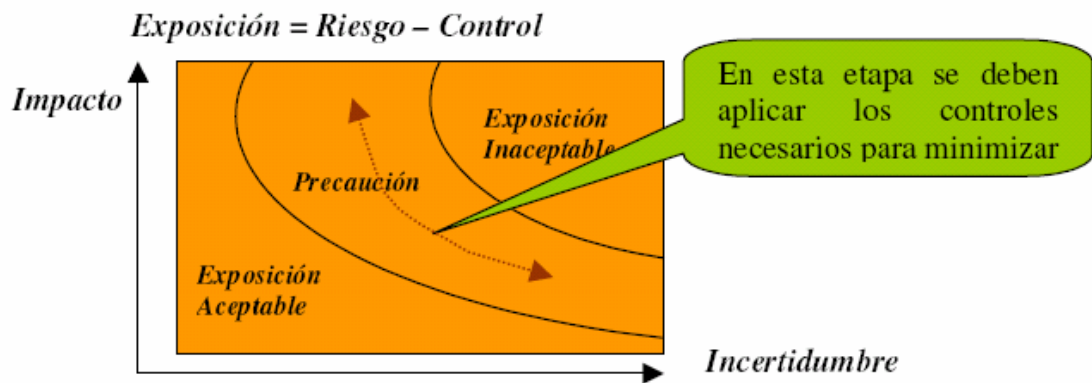 Exposición = Riesgo – Control
Impacto
En esta etapa se deben
aplicar los controles
necesarios para minimizar
Exposición
Inaceptable
Precaución
Exposición
Aceptable
Incertidumbre